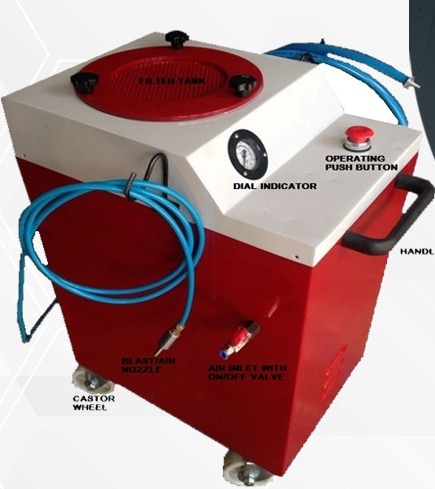 FILTER TANK
OPERATING
PUSH BUTTON
DIAL INDICATOR
HANDL
BLAST/AIR
NOZZLE
AIR INLET WITH
ON/OFF VALVE
CASTOR
WHEEL